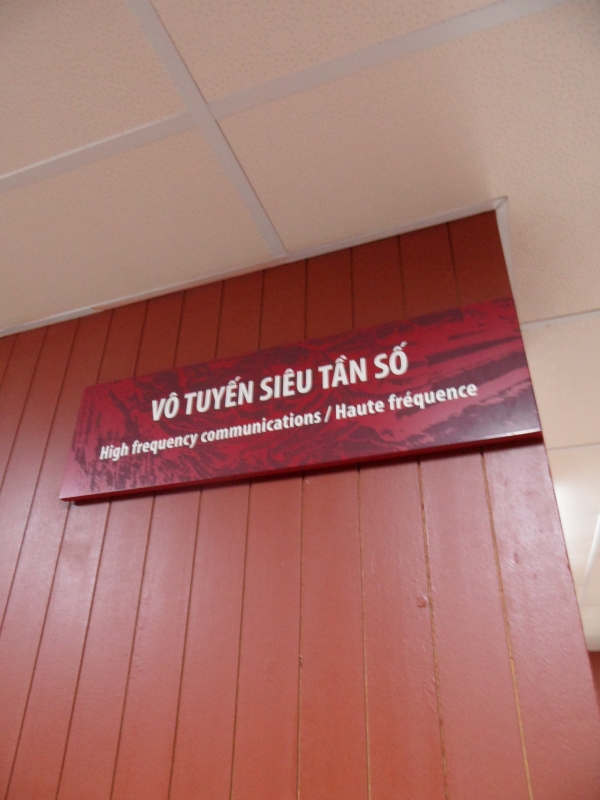 VÔ TUYẾN SIÊU TẦN SỐ
High frequency communications / Haute fréquence